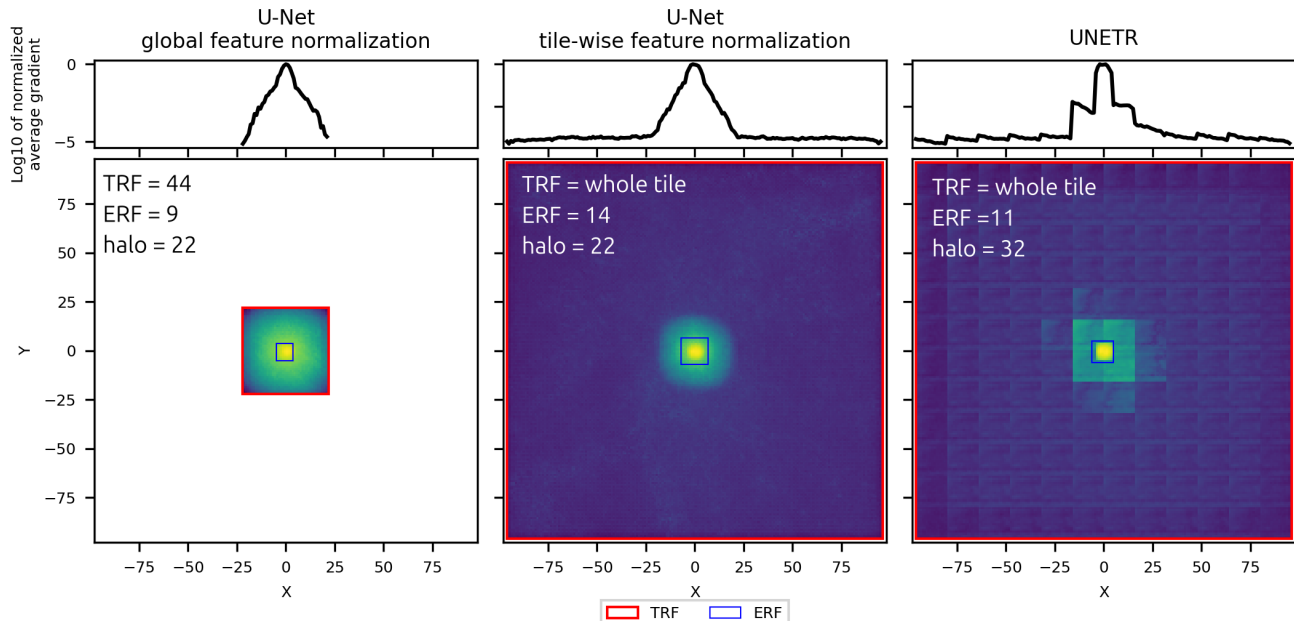 U-Net
global feature normalization
U-Net
tile-wise feature normalization
UNETR
Log10 of normalized
average gradient
0
−5
TRF = 44
ERF = 9
halo = 22
TRF = whole tile
ERF = 14
halo = 22
TRF = whole tile
ERF =11
halo = 32
Y
75
50
25
0
−25
−50
−75
−75 −50 −25 0 25 50 75
−75 −50 −25 0 25 50 75
−75 −50 −25 0 25 50 75
X
X
X
TRF ERF